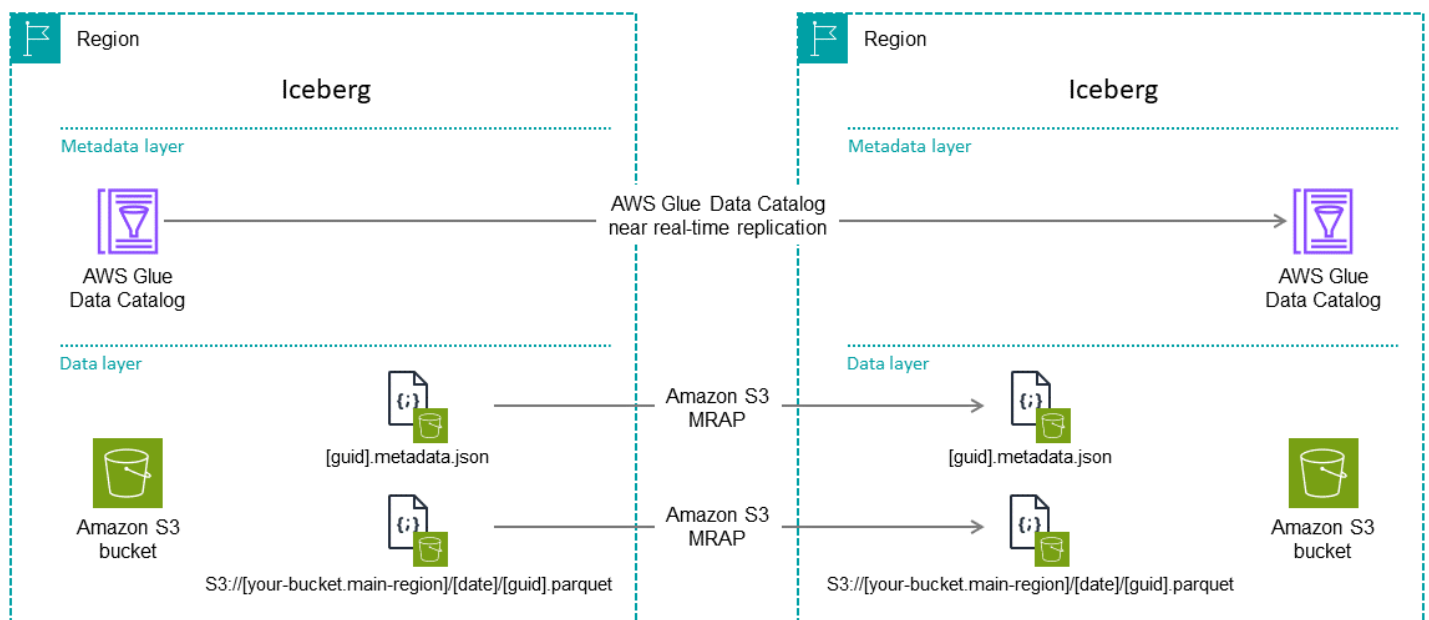 Region
Iceberg
Metadata layer
AWS Glue
Data Catalog
Data layer
{;}
[guid].metadata.json
Amazon S3
bucket
{;}
S3://[your-bucket.main-region]/[date]/[guid].parquet
AWS Glue Data Catalog
near real-time replication
Amazon S3
MRAP
Amazon S3
MRAP
Region
Iceberg
Metadata layer
AWS Glue
Data Catalog
Data layer
{;}
[guid].metadata.json
Amazon S3
bucket
{;}
S3://[your-bucket.main-region]/[date]/[guid].parquet